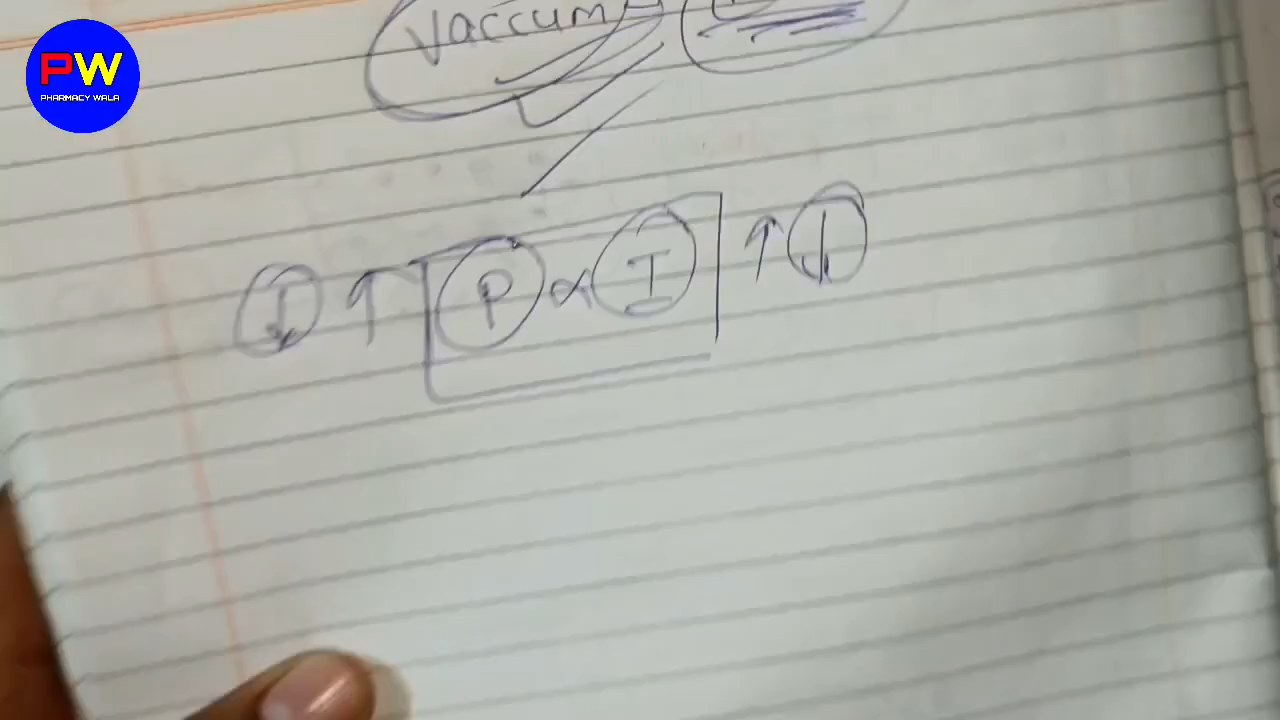 PW
PHARMACY WALA
Vaccum
↓ ↑ P ∝ I ↑ ↓